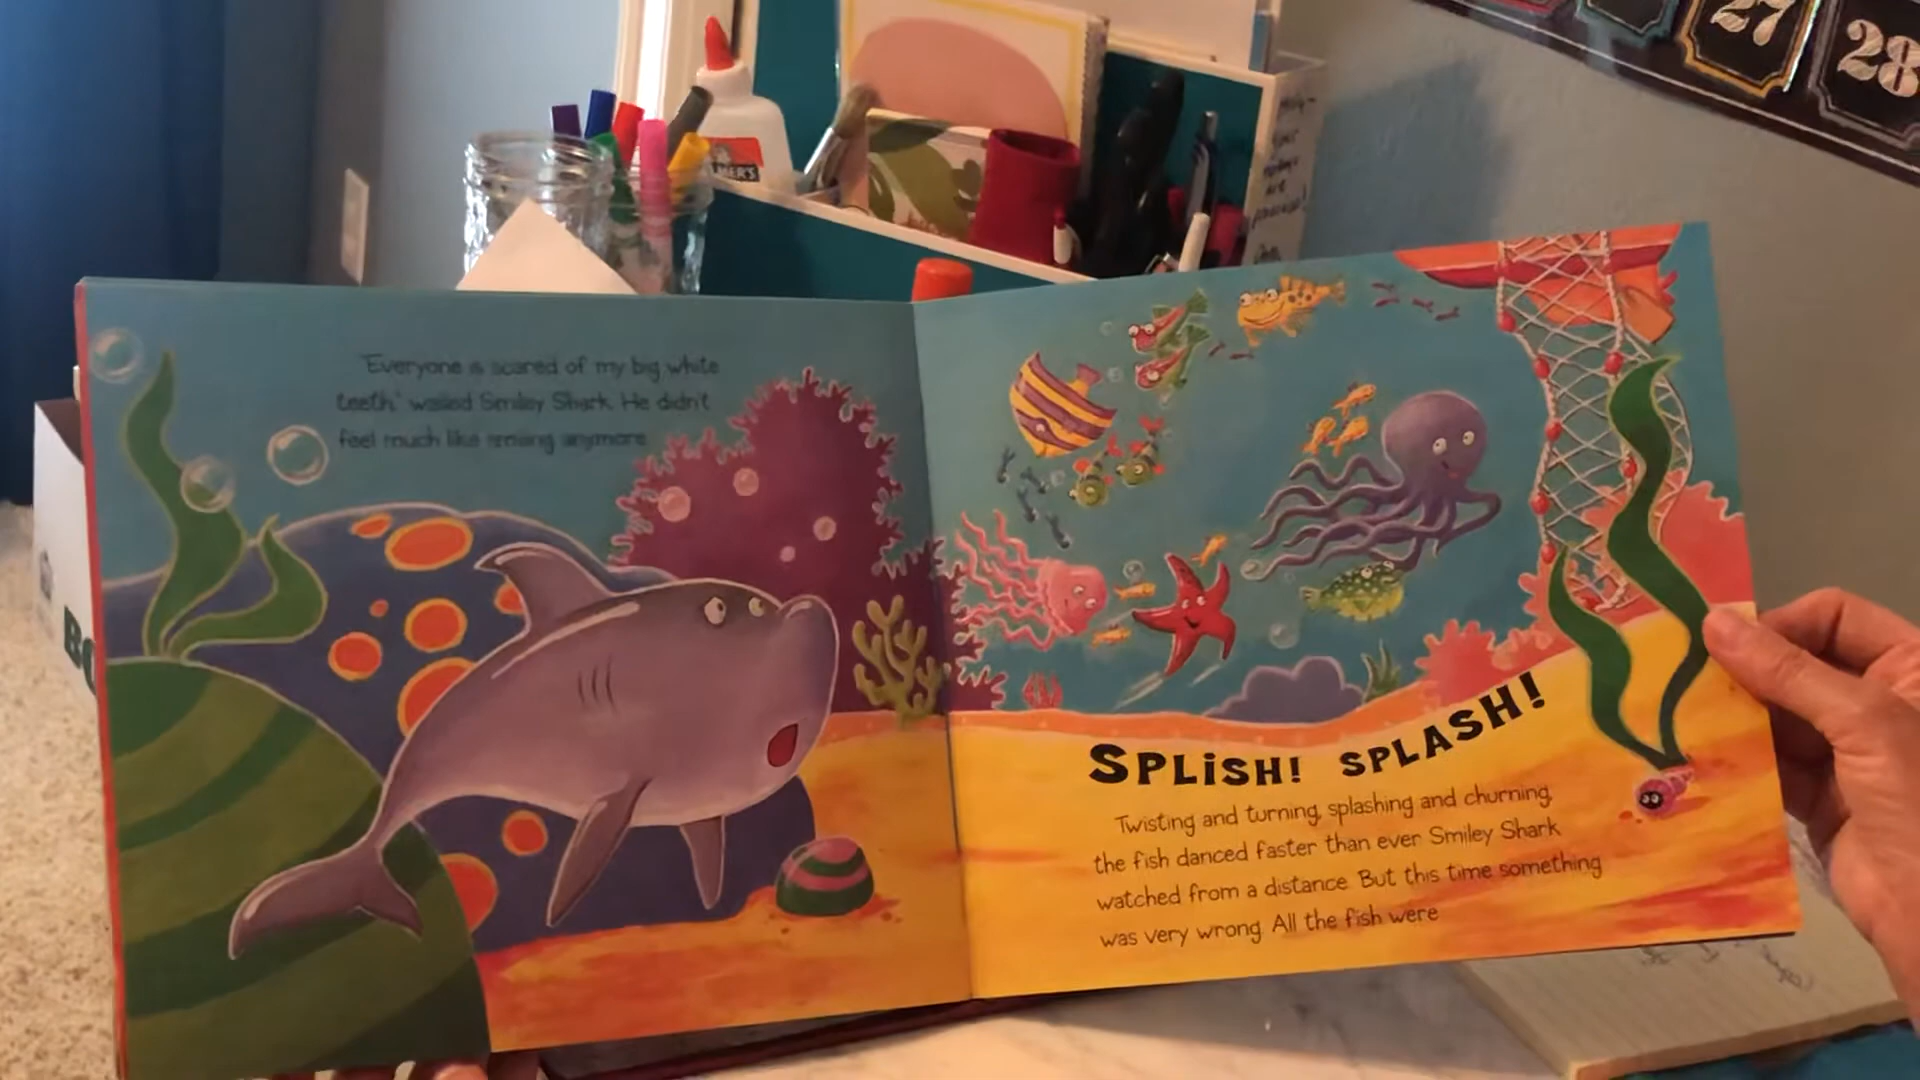 27
28
"Everyone is scared of my big white
teeth," wailed Smiley Shark. He didn't
feel much like smiling anymore.
SPLISH! SPLASH!
Twisting and turning, splashing and churning,
the fish danced faster than ever Smiley Shark
watched from a distance. But this time something
was very wrong. All the fish were